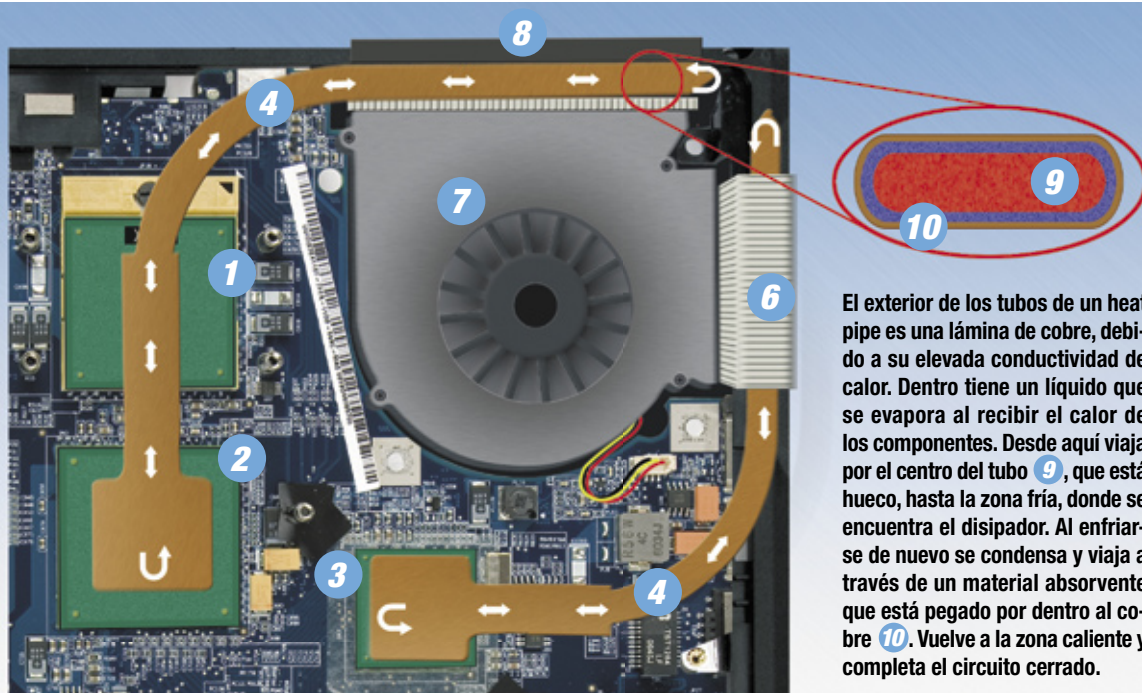 8
4
9
7
10
1
6
El exterior de los tubos de un heat
pipe es una lámina de cobre, debi-
do a su elevada conductividad de
calor. Dentro tiene un líquido que
se evapora al recibir el calor de
los componentes. Desde aquí viaja
por el centro del tubo 9, que está
hueco, hasta la zona fría, donde se
encuentra el disipador. Al enfriar-
se de nuevo se condensa y viaja a
través de un material absorvente
que está pegado por dentro al co-
bre 10. Vuelve a la zona caliente y
completa el circuito cerrado.
2
3
4
R56
4C